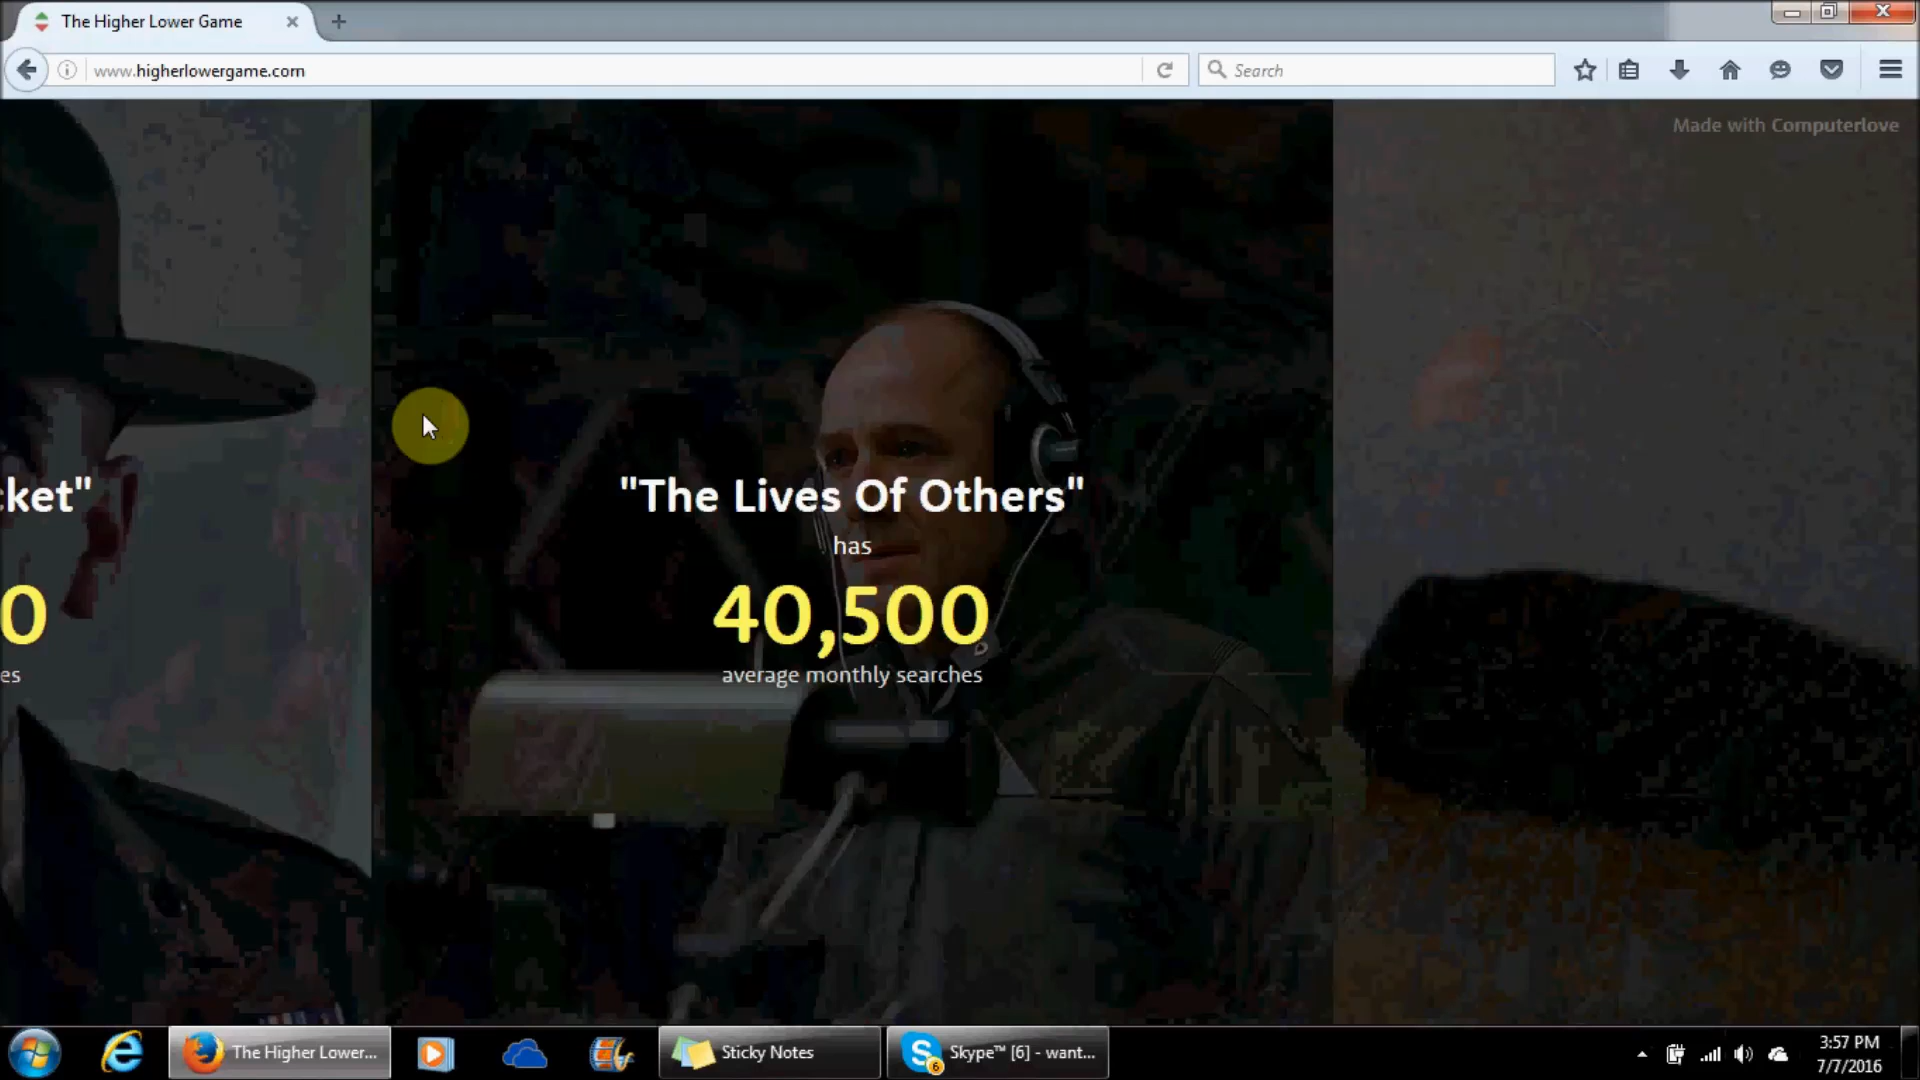 The Higher Lower Game
www.higherlowergame.com
Search
Made with Computerlove
cket"
0
es
"The Lives Of Others"
has
40,500
average monthly searches
The Higher Lower...
Sticky Notes
6
Skype™ [6] - want...
3:57 PM
7/7/2016